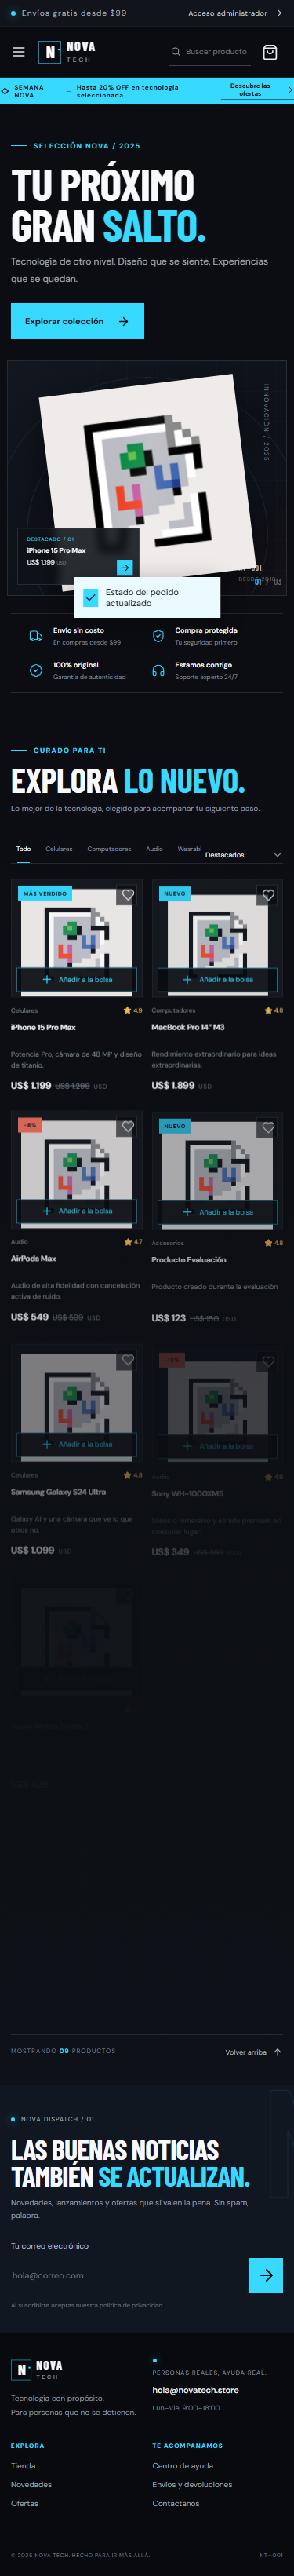 Envíos gratis desde $99
Acceso administrador
N
NOVA
TECH
Buscar producto
SEMANA NOVA — Hasta 20% OFF en tecnología seleccionada
Descubre las ofertas
SELECCIÓN NOVA / 2025
TU PRÓXIMO
GRAN SALTO.
Tecnología de otro nivel. Diseño que se siente. Experiencias
que se quedan.
Explorar colección
INNOVACIÓN / 2025
DESTACADO / 01
iPhone 15 Pro Max
US$ 1.199 USD
01 / 03
Estado del pedido
actualizado
Envío sin costo
En compras desde $99
Compra protegida
Tu seguridad primero
100% original
Garantía de autenticidad
Estamos contigo
Soporte experto 24/7
CURADO PARA TI
EXPLORA LO NUEVO.
Lo mejor de la tecnología, elegido para acompañar tu siguiente paso.
Todo
Celulares
Computadores
Audio
Wearabl
Destacados
MÁS VENDIDO
Añadir a la bolsa
Celulares
4.9
iPhone 15 Pro Max
Potencia Pro, cámara de 48 MP y diseño
de titanio.
US$ 1.199 US$ 1.299 USD
NUEVO
Añadir a la bolsa
Computadores
4.8
MacBook Pro 14" M3
Rendimiento extraordinario para ideas
extraordinarias.
US$ 1.899 USD
-8%
Añadir a la bolsa
Audio
4.7
AirPods Max
Audio de alta fidelidad con cancelación
activa de ruido.
US$ 549 US$ 599 USD
NUEVO
Añadir a la bolsa
Accesorios
4.8
Producto Evaluación
Producto creado durante la evaluación
US$ 123 US$ 150 USD
Añadir a la bolsa
Celulares
4.8
Samsung Galaxy S24 Ultra
Galaxy AI y una cámara que ve lo que
otros no.
US$ 1.099 USD
Añadir a la bolsa
Audio
Sony WH-1000XM5
Silencio inmersivo y sonido premium en
cualquier lugar.
US$ 349
MOSTRANDO 09 PRODUCTOS
Volver arriba
NOVA DISPATCH / 01
LAS BUENAS NOTICIAS
TAMBIÉN SE ACTUALIZAN.
Novedades, lanzamientos y ofertas que sí valen la pena. Sin spam,
palabra.
Tu correo electrónico
hola@correo.com
Al suscribirte aceptas nuestra política de privacidad.
N
NOVA
TECH
Tecnología con propósito.
Para personas que no se detienen.
PERSONAS REALES, AYUDA REAL.
hola@novatech.store
Lun–Vie, 9:00–18:00
EXPLORA
Tienda
Novedades
Ofertas
TE ACOMPAÑAMOS
Centro de ayuda
Envíos y devoluciones
Contáctanos
© 2025 NOVA TECH. HECHO PARA IR MÁS ALLÁ.
NT—001